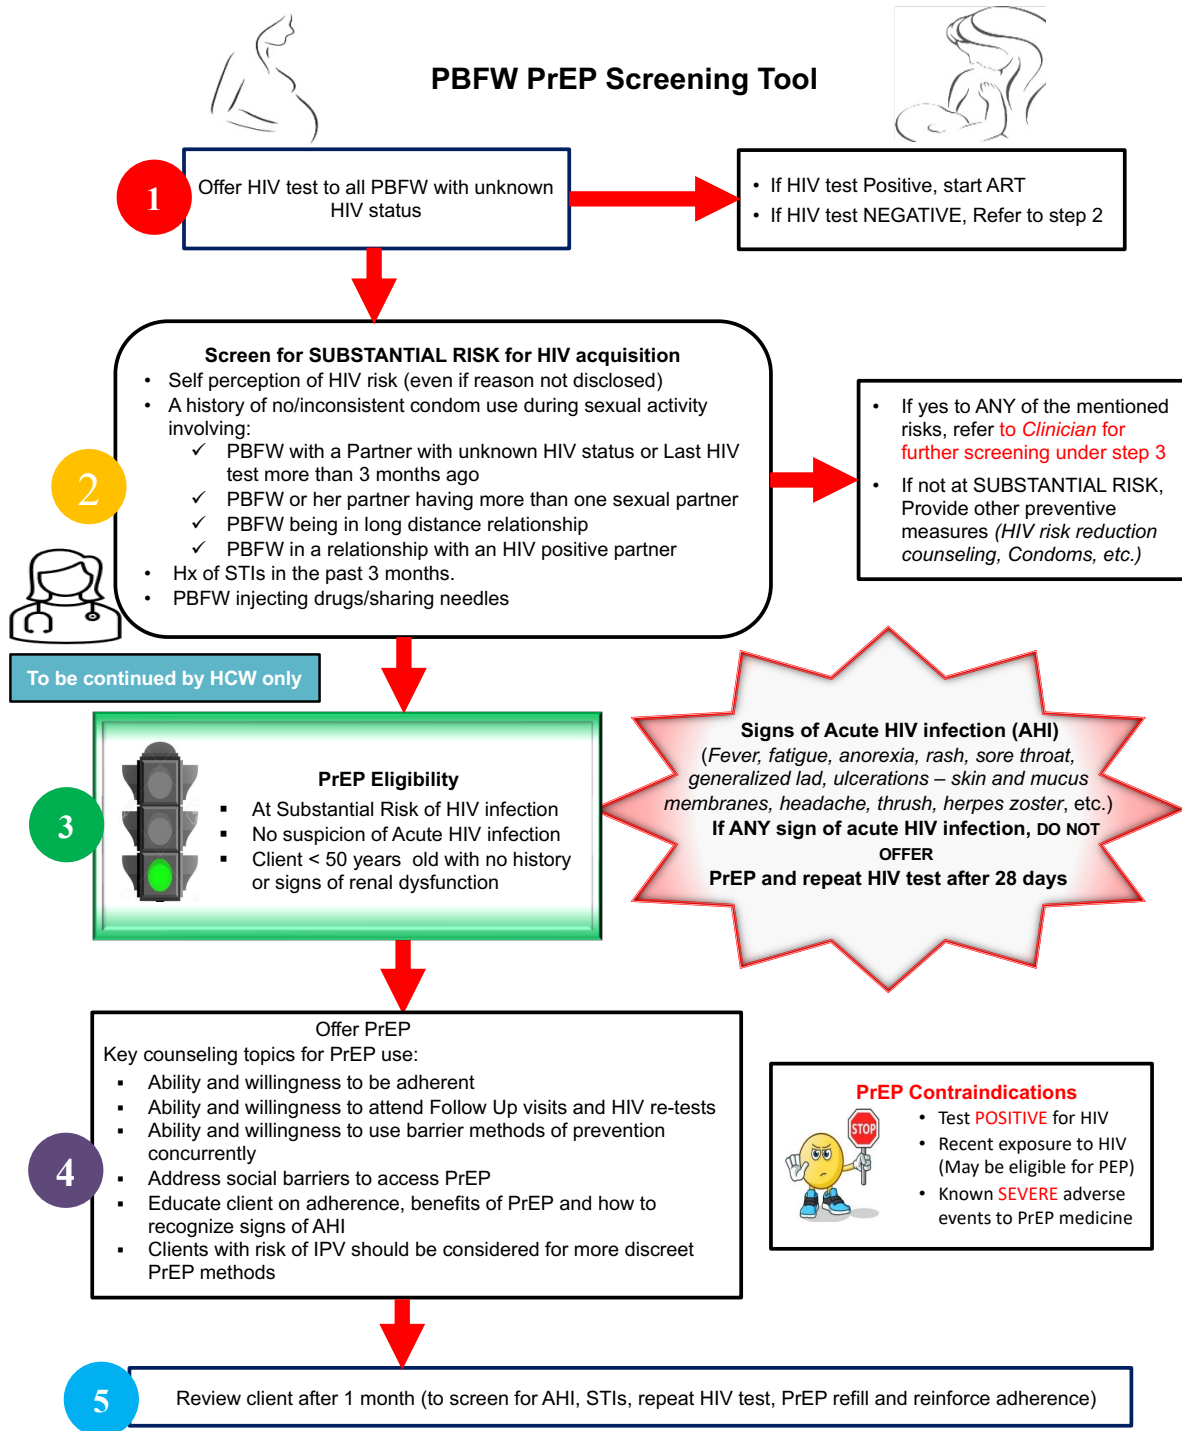 PBFW PrEP Screening Tool
1
Offer HIV test to all PBFW with unknown
HIV status
• If HIV test Positive, start ART
• If HIV test NEGATIVE, Refer to step 2
2
Screen for SUBSTANTIAL RISK for HIV acquisition
• Self perception of HIV risk (even if reason not disclosed)
• A history of no/inconsistent condom use during sexual activity
involving:
✓ PBFW with a Partner with unknown HIV status or Last HIV
test more than 3 months ago
✓ PBFW or her partner having more than one sexual partner
✓ PBFW being in long distance relationship
✓ PBFW in a relationship with an HIV positive partner
• Hx of STIs in the past 3 months.
• PBFW injecting drugs/sharing needles
• If yes to ANY of the mentioned
risks, refer to Clinician for
further screening under step 3
• If not at SUBSTANTIAL RISK,
Provide other preventive
measures (HIV risk reduction
counseling, Condoms, etc.)
To be continued by HCW only
3
PrEP Eligibility
▪ At Substantial Risk of HIV infection
▪ No suspicion of Acute HIV infection
▪ Client < 50 years old with no history
or signs of renal dysfunction
Signs of Acute HIV infection (AHI)
(Fever, fatigue, anorexia, rash, sore throat,
generalized lad, ulcerations – skin and mucus
membranes, headache, thrush, herpes zoster, etc.)
If ANY sign of acute HIV infection, DO NOT
OFFER
PrEP and repeat HIV test after 28 days
4
Offer PrEP
Key counseling topics for PrEP use:
▪ Ability and willingness to be adherent
▪ Ability and willingness to attend Follow Up visits and HIV re-tests
▪ Ability and willingness to use barrier methods of prevention
concurrently
▪ Address social barriers to access PrEP
▪ Educate client on adherence, benefits of PrEP and how to
recognize signs of AHI
▪ Clients with risk of IPV should be considered for more discreet
PrEP methods
PrEP Contraindications
STOP
• Test POSITIVE for HIV
• Recent exposure to HIV
(May be eligible for PEP)
• Known SEVERE adverse
events to PrEP medicine
5
Review client after 1 month (to screen for AHI, STIs, repeat HIV test, PrEP refill and reinforce adherence)